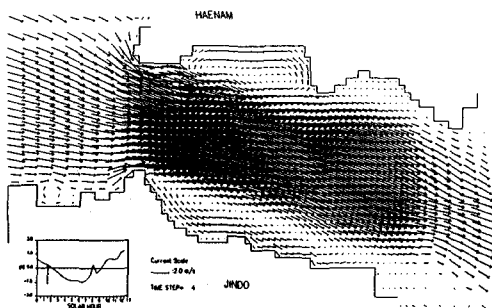 HAENAM
Current Scale
2.0 m/s
TIME STEP= 4
JINDO
SOLAR HOUR